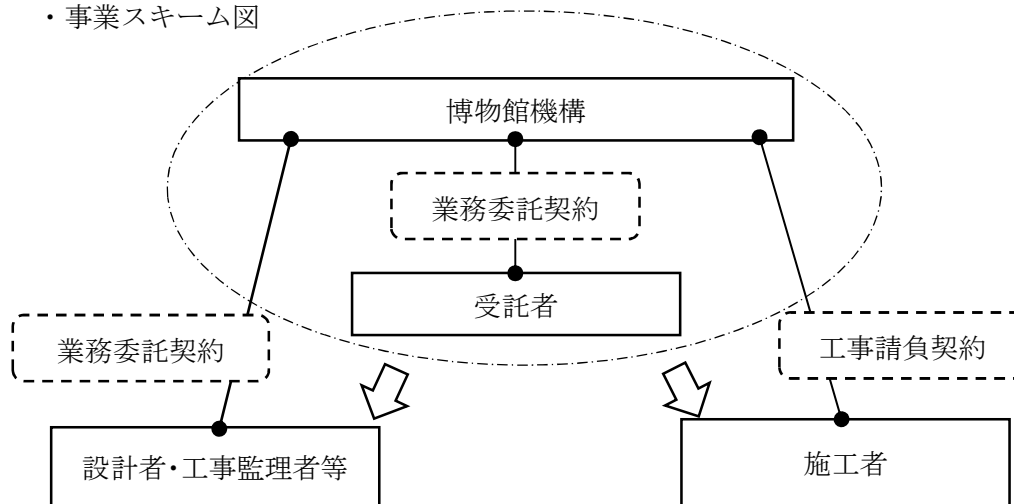 ・事業スキーム図
博物館機構
業務委託契約
受託者
業務委託契約
工事請負契約
設計者・工事監理者等
施工者